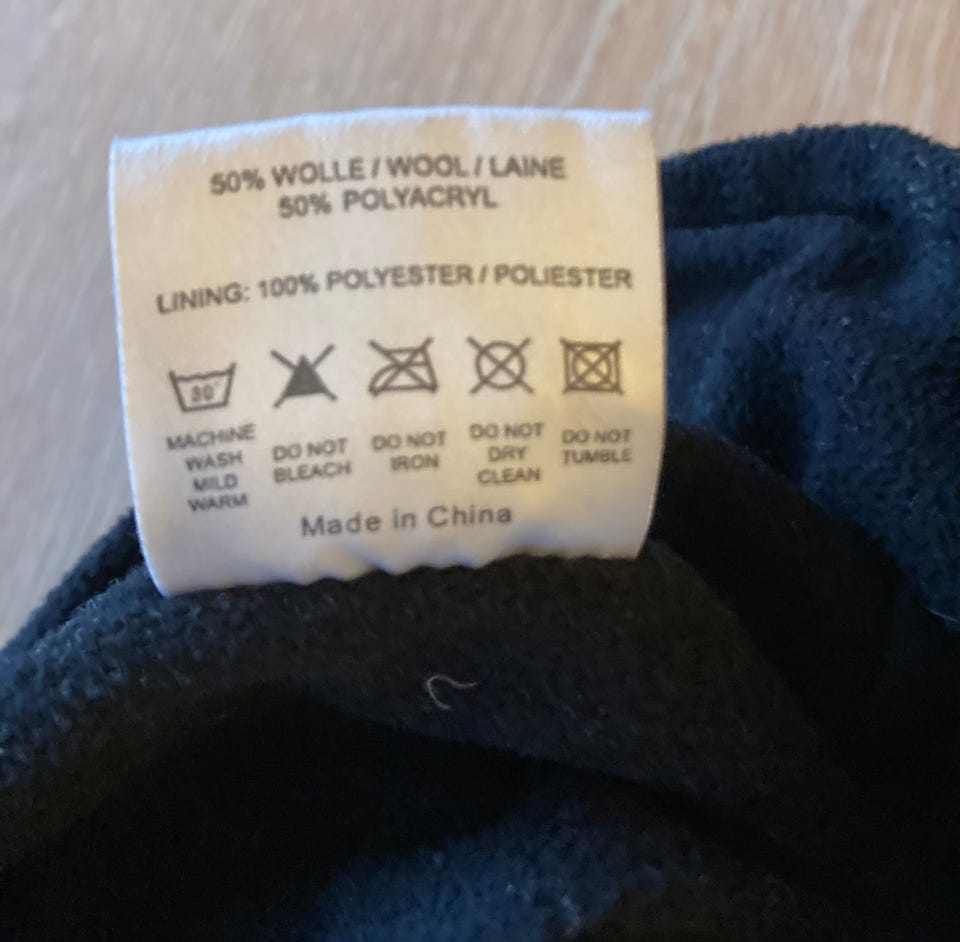 50% WOLLE / WOOL / LAINE
50% POLYACRYL
LINING: 100% POLYESTER / POLIESTER
30°
MACHINE WASH MILD WARM
DO NOT BLEACH
DO NOT IRON
DO NOT DRY CLEAN
DO NOT TUMBLE
Made in China